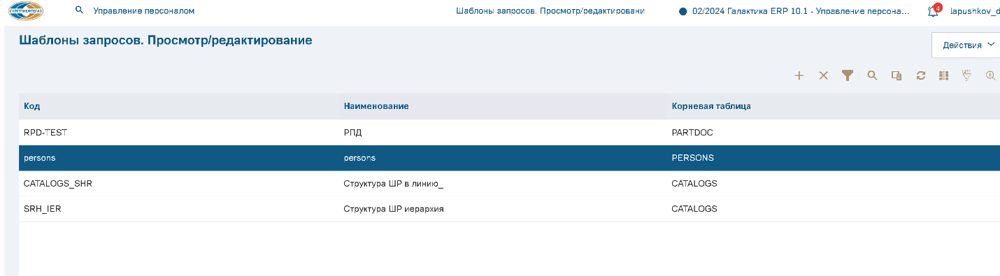 СУРГУТНЕФТЕГАЗ
Управление персоналом
Шаблоны запросов. Просмотр/редактировани
02/2024 Галактика ERP 10.1 - Управление персона...
4
lapushkov_d
Шаблоны запросов. Просмотр/редактирование
Действия
Код Наименование Корневая таблица
RPD-TEST РПД PARTDOC
persons persons PERSONS
CATALOGS_SHR Структура ШР в линию_ CATALOGS
SRH_IER Структура ШР иерархия CATALOGS